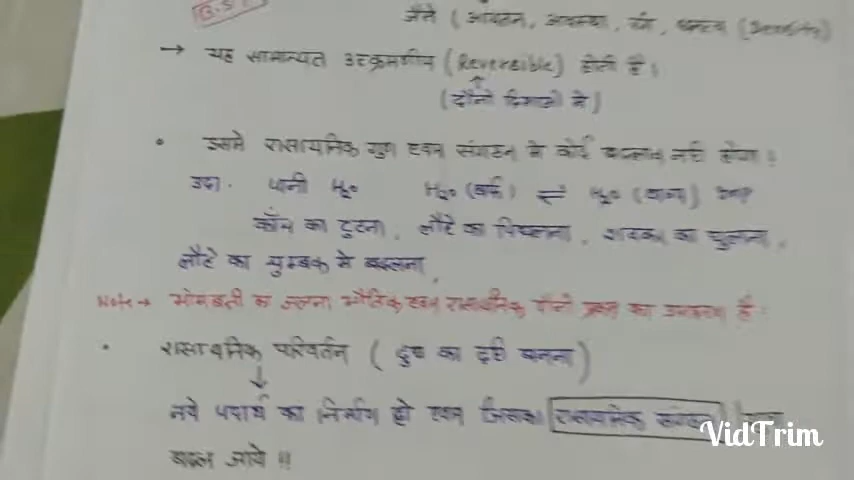 जैसे (आयतन, अवस्था, रंग, घनत्व (Density)
→ यह सामान्यत उत्क्रमणीय (Reversible) होती है।
(दोनो दिशाओ मे)
• इसमे रासायनिक गुण एवम संगठन मे कोई बदलाव नही होगा।
उदा. पानी H₂O H₂O (बर्फ) ⇌ H₂O (वाष्प)
काँच का टुटना, लौहे का पिघलना, शक्कर का घुलना,
लौहे का चुम्बक मे बदलना,
Note → मोमबती का जलना भौतिक एवम रासायनिक दोनो का उदाहरण है।
• रासायनिक परिवर्तन (दुध का दही बनना)
↓
नये पदार्थ का निर्माण हो एवम जिसका रासायनिक संगठन
बदल जाये !!
VidTrim